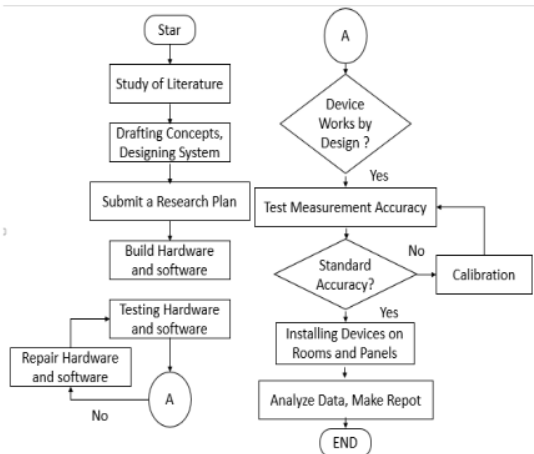 Star
Study of Literature
Drafting Concepts,
Designing System
Submit a Research Plan
Build Hardware
and software
Testing Hardware
and software
Repair Hardware
and software
No
A
A
Device
Works by
Design ?
Yes
Test Measurement Accuracy
Standard
Accuracy?
No
Calibration
Yes
Installing Devices on
Rooms and Panels
Analyze Data, Make Repot
END